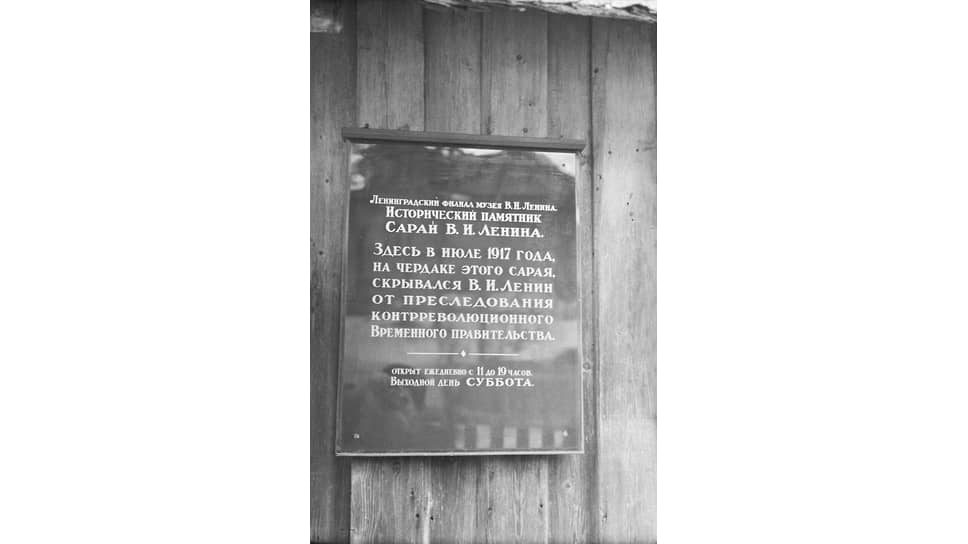 Ленинградский филиал музея В. И. Ленина.
Исторический памятник
Сарай В. И. Ленина.
Здесь в июле 1917 года,
на чердаке этого сарая,
скрывался В. И. Ленин
от преследования
контрреволюционного
Временного правительства.
открыт ежедневно с 11 до 19 часов.
Выходной день СУББОТА.